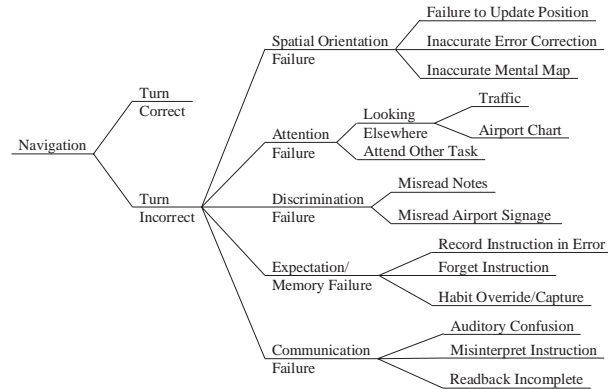 Failure to Update Position
Spatial Orientation
Failure
Inaccurate Error Correction
Inaccurate Mental Map
Turn
Correct
Traffic
Looking
Elsewhere
Airport Chart
Attention
Failure
Attend Other Task
Navigation
Misread Notes
Turn
Incorrect
Discrimination
Failure
Misread Airport Signage
Record Instruction in Error
Expectation/
Memory Failure
Forget Instruction
Habit Override/Capture
Auditory Confusion
Communication
Failure
Misinterpret Instruction
Readback Incomplete